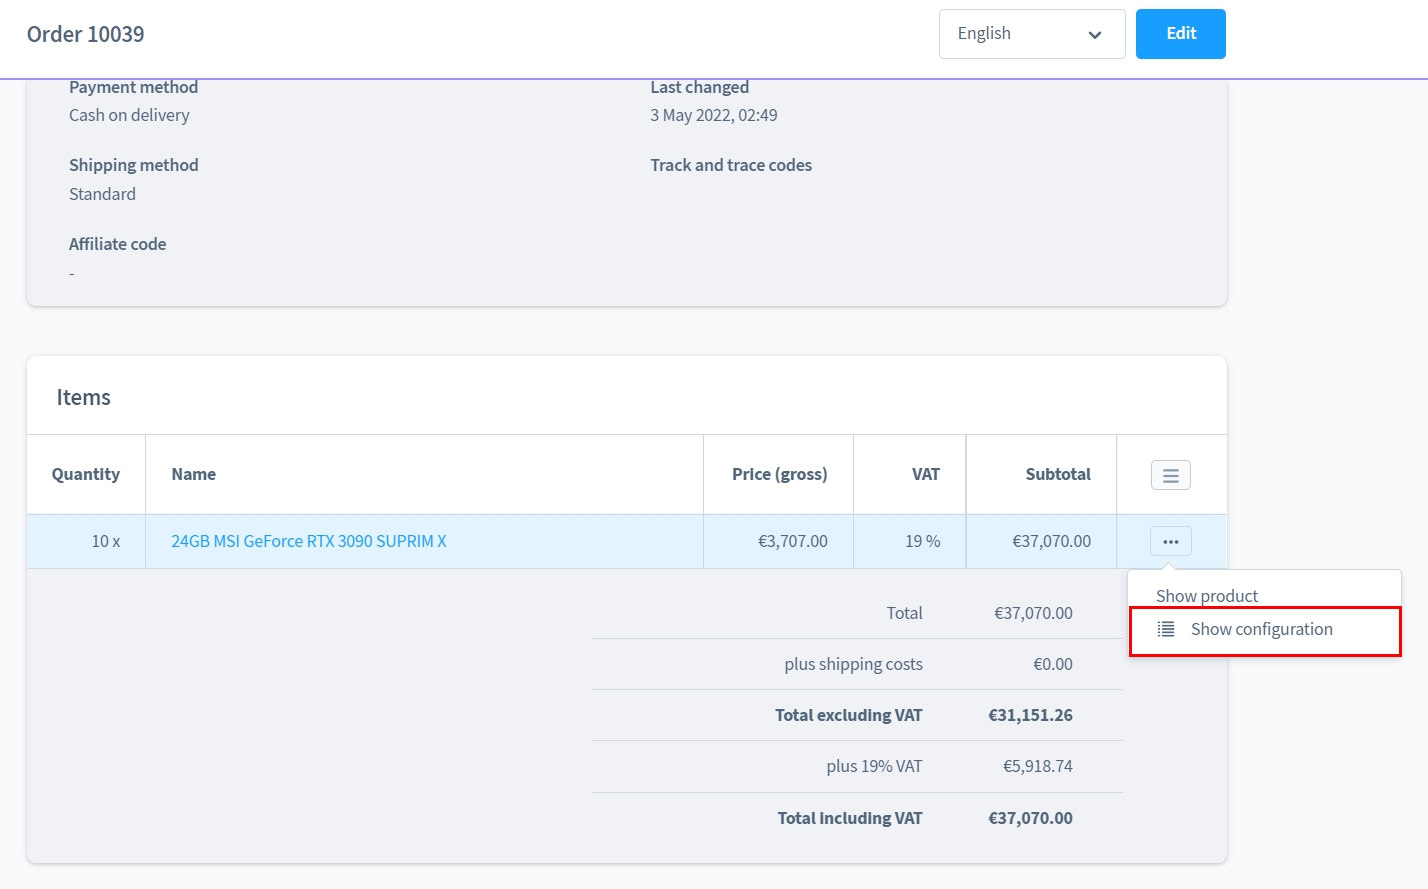 Order 10039
English
Edit
Payment method
Last changed
Cash on delivery
3 May 2022, 02:49
Shipping method
Track and trace codes
Standard
Affiliate code
-
Items
Quantity Name Price (gross) VAT Subtotal
10 x 24GB MSI GeForce RTX 3090 SUPRIM X €3,707.00 19 % €37,070.00
Show product
Show configuration
Total €37,070.00
plus shipping costs €0.00
Total excluding VAT €31,151.26
plus 19% VAT €5,918.74
Total including VAT €37,070.00